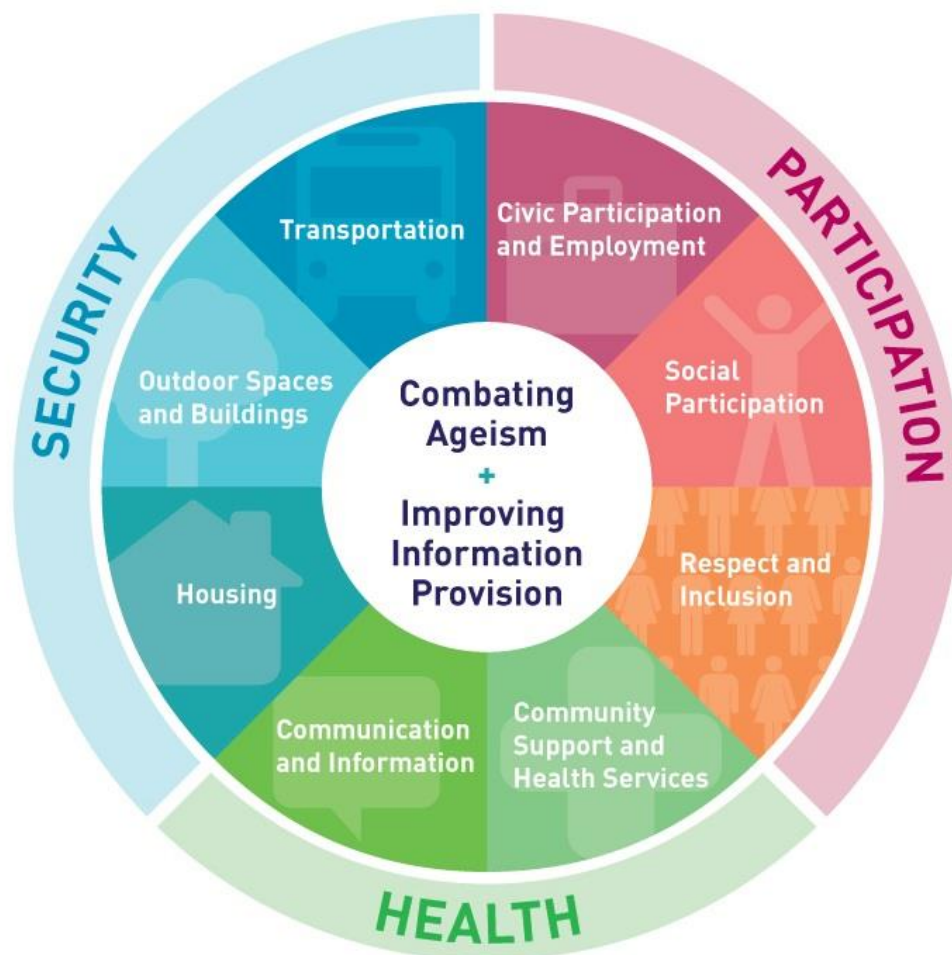 SECURITY
PARTICIPATION
HEALTH
Transportation
Civic Participation
and Employment
Social
Participation
Respect and
Inclusion
Community
Support and
Health Services
Communication
and Information
Housing
Outdoor Spaces
and Buildings
Combating
Ageism
+
Improving
Information
Provision